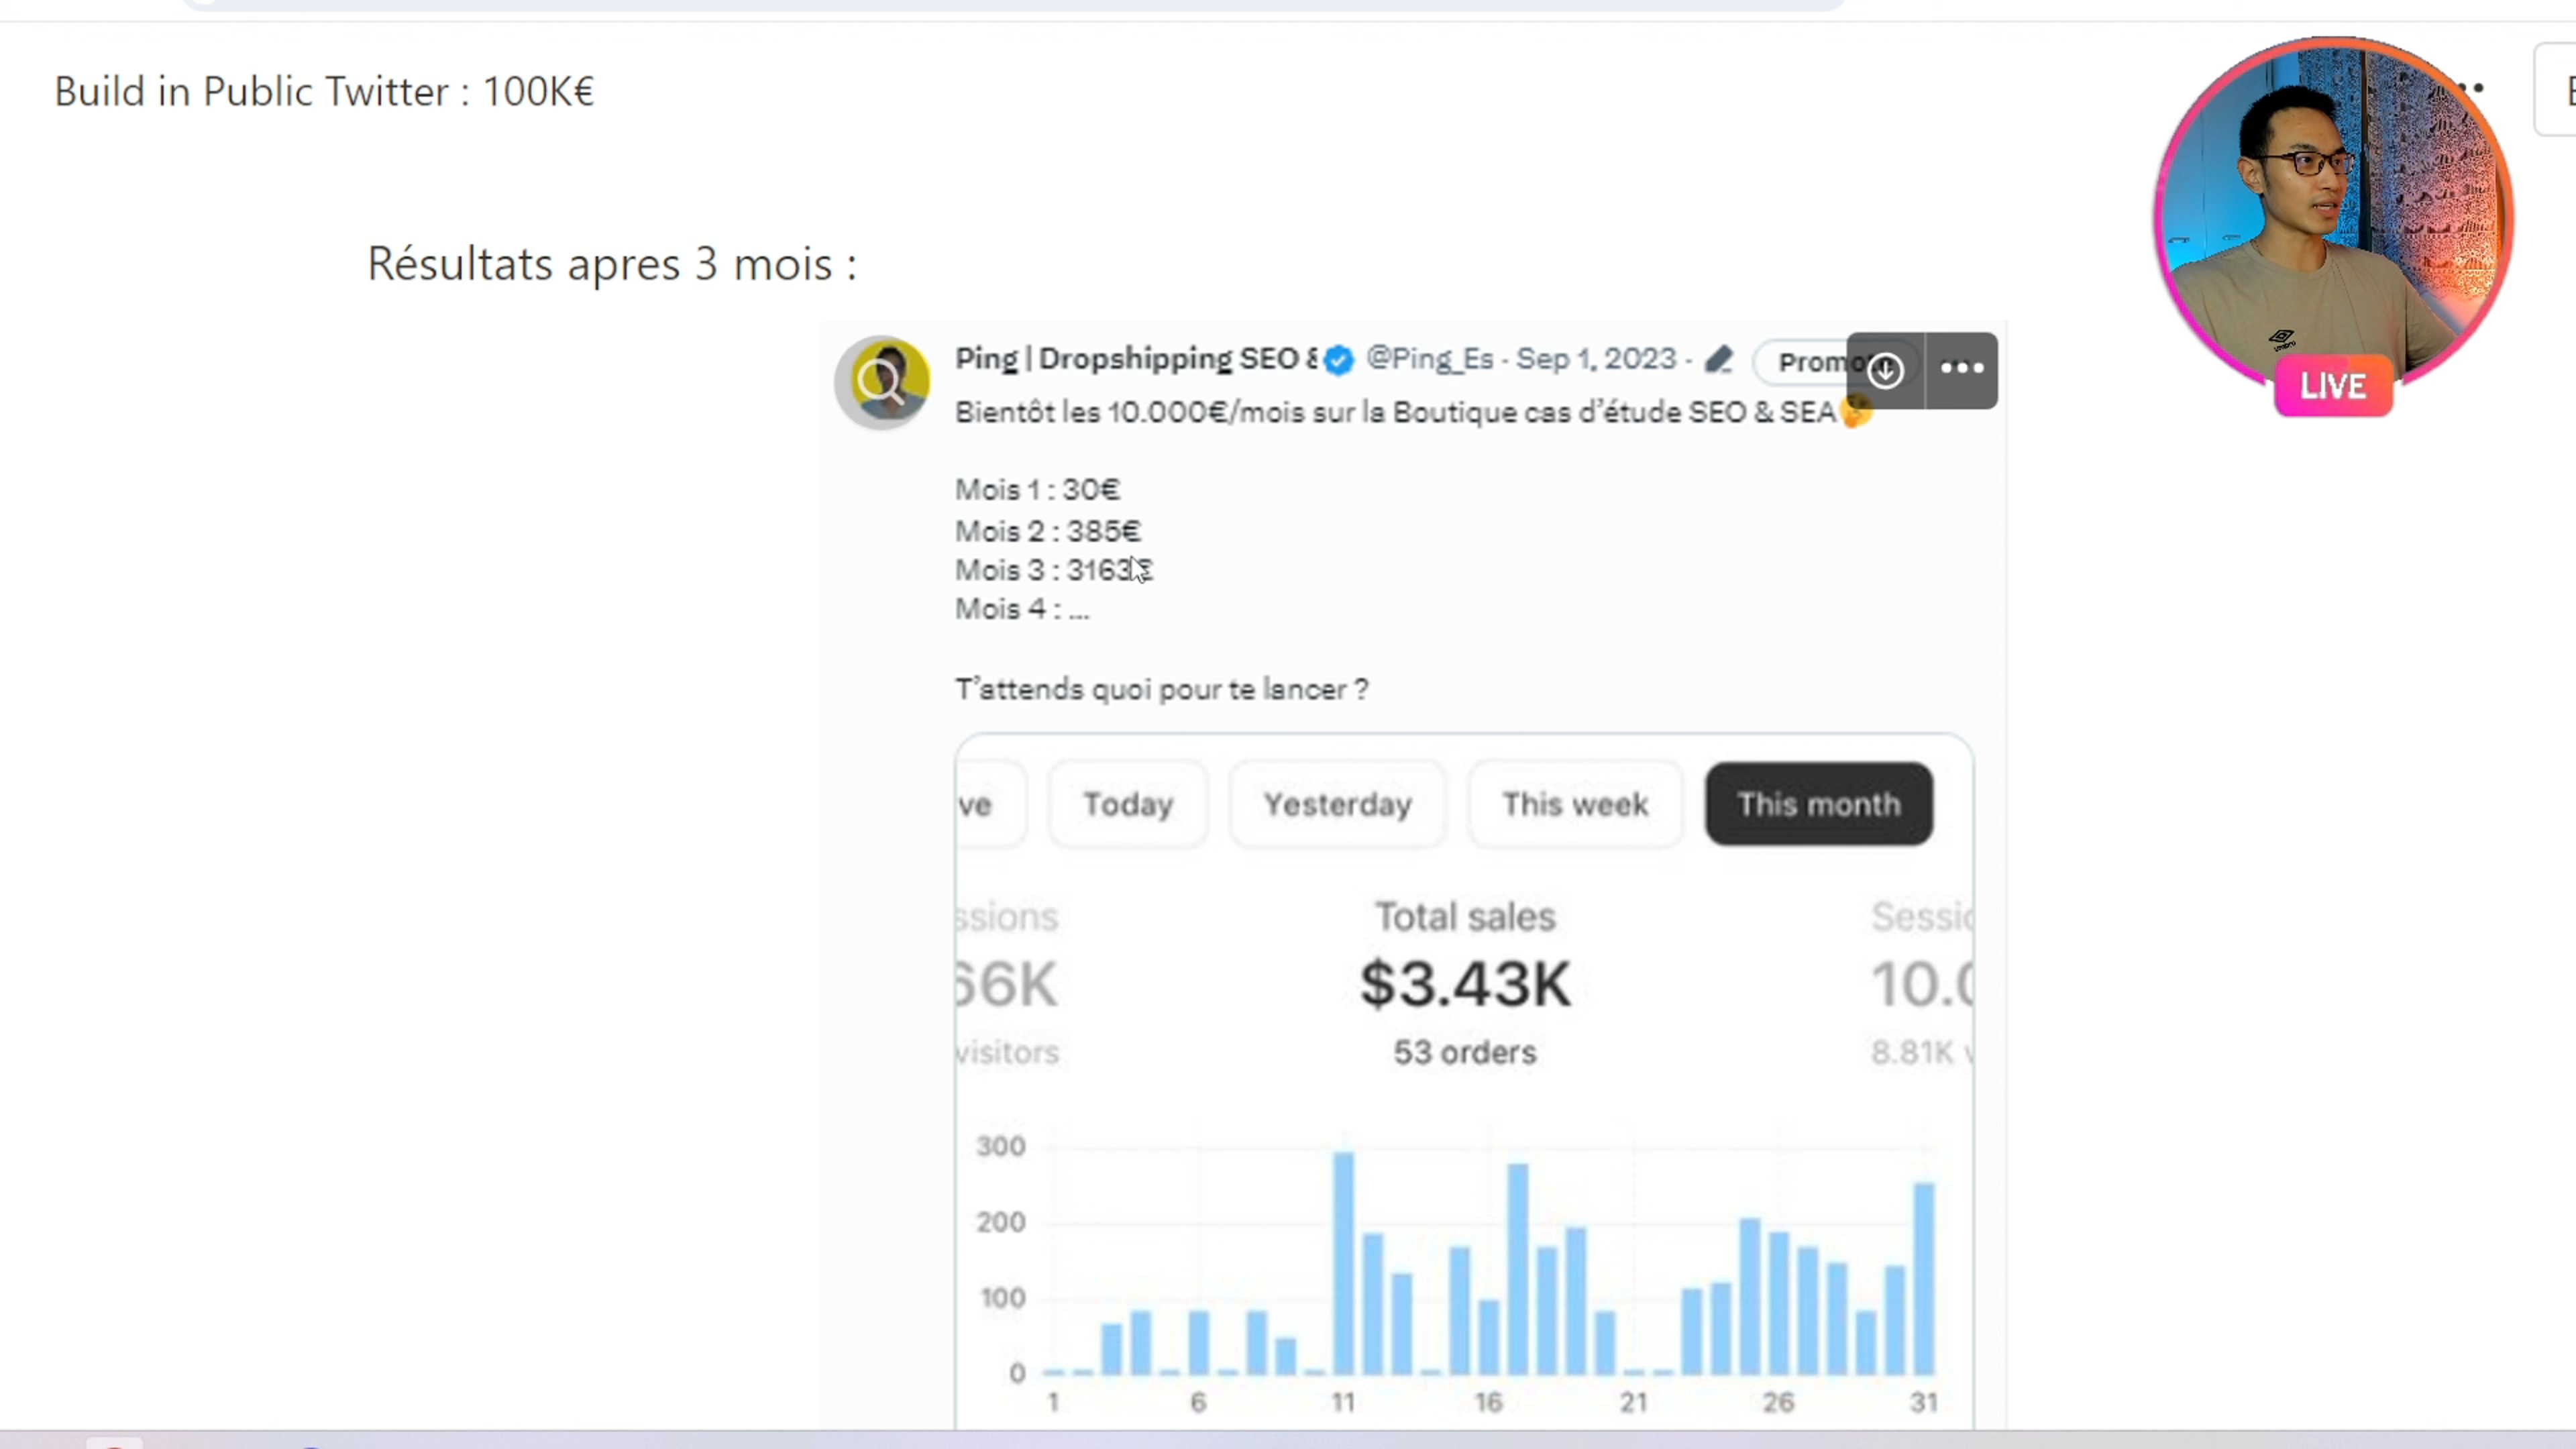 Build in Public Twitter : 100K€
LIVE
Résultats apres 3 mois :
Ping | Dropshipping SEO & @Ping_Es · Sep 1, 2023 ·
Bientôt les 10.000€/mois sur la Boutique cas d'étude SEO & SEA
Mois 1 : 30€
Mois 2 : 385€
Mois 3 : 3163€
Mois 4 : ...
T'attends quoi pour te lancer ?
Today Yesterday This week This month
Total sales
$3.43K
visitors 53 orders 8.81K
300
200
100
0
1 6 11 16 21 26 31